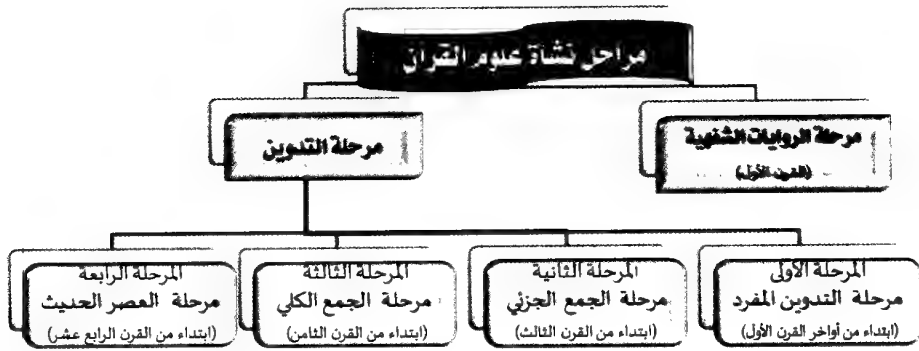 مراحل نشأة علوم القرآن
مرحلة الروايات الشفهية
(القرن الأول)
مرحلة التدوين
المرحلة الأولى
مرحلة التدوين المفرد
(ابتداء من أواخر القرن الأول)
المرحلة الثانية
مرحلة الجمع الجزئي
(ابتداء من القرن الثالث)
المرحلة الثالثة
مرحلة الجمع الكلي
(ابتداء من القرن الثامن)
المرحلة الرابعة
مرحلة العصر الحديث
(ابتداء من القرن الرابع عشر)